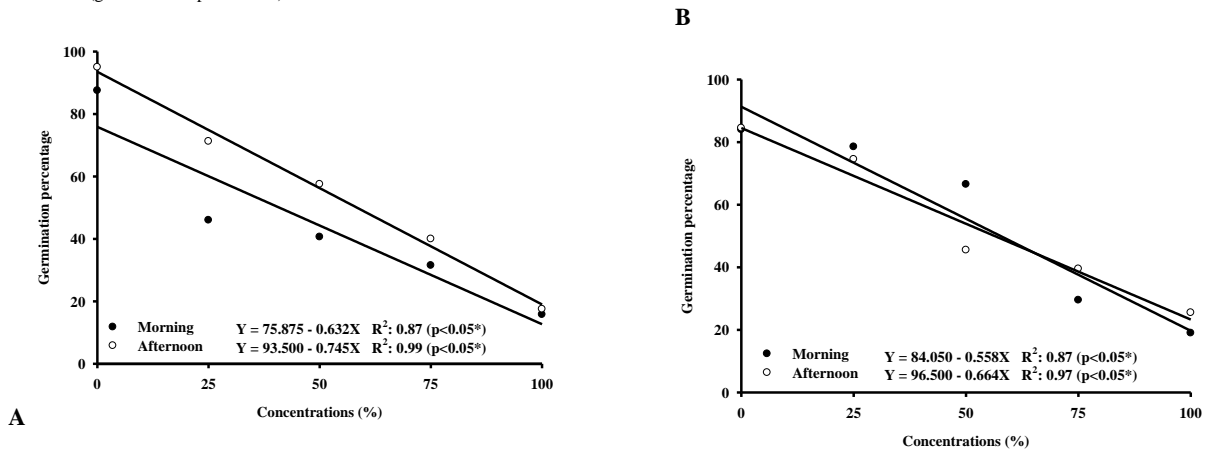 B
100
80
60
40
20
0
Germination percentage
Morning Y = 75.875 - 0.632X R²: 0.87 (p<0.05*)
Afternoon Y = 93.500 - 0.745X R²: 0.99 (p<0.05*)
0 25 50 75 100
Concentrations (%)
A
100
80
60
40
20
0
Germination percentage
Morning Y = 84.050 - 0.558X R²: 0.87 (p<0.05*)
Afternoon Y = 96.500 - 0.664X R²: 0.97 (p<0.05*)
0 25 50 75 100
Concentrations (%)